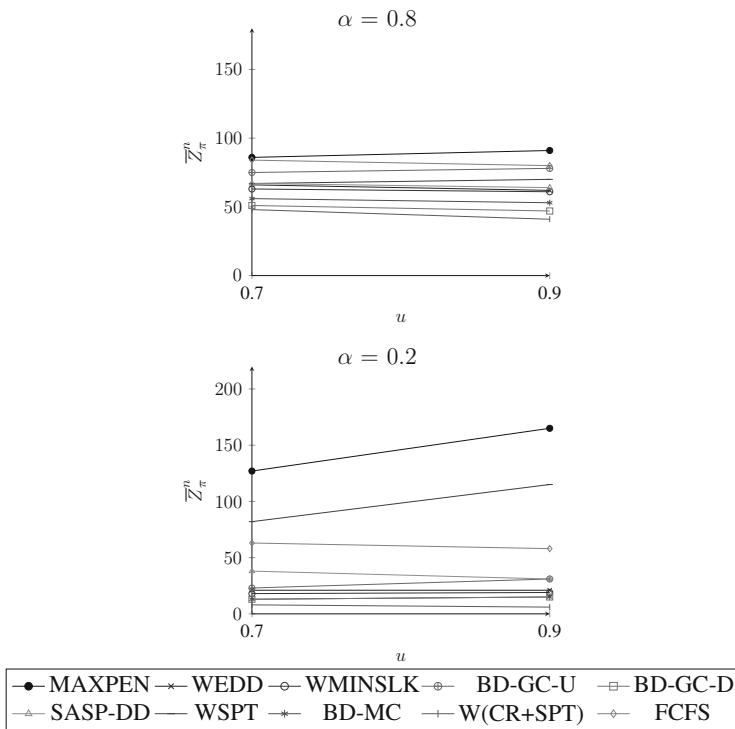 α = 0.8
150
100
50
0
Z̅ⁿ_π
0.7 0.9
u
α = 0.2
200
150
100
50
0
Z̅ⁿ_π
0.7 0.9
u
MAXPEN WEDD WMINSLK BD-GC-U BD-GC-D
SASP-DD WSPT BD-MC W(CR+SPT) FCFS